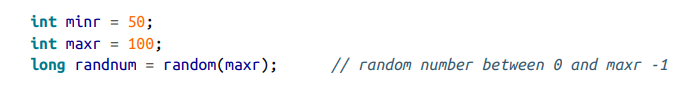 int minr = 50;
int maxr = 100;
long randnum = random(maxr);      // random number between 0 and maxr -1